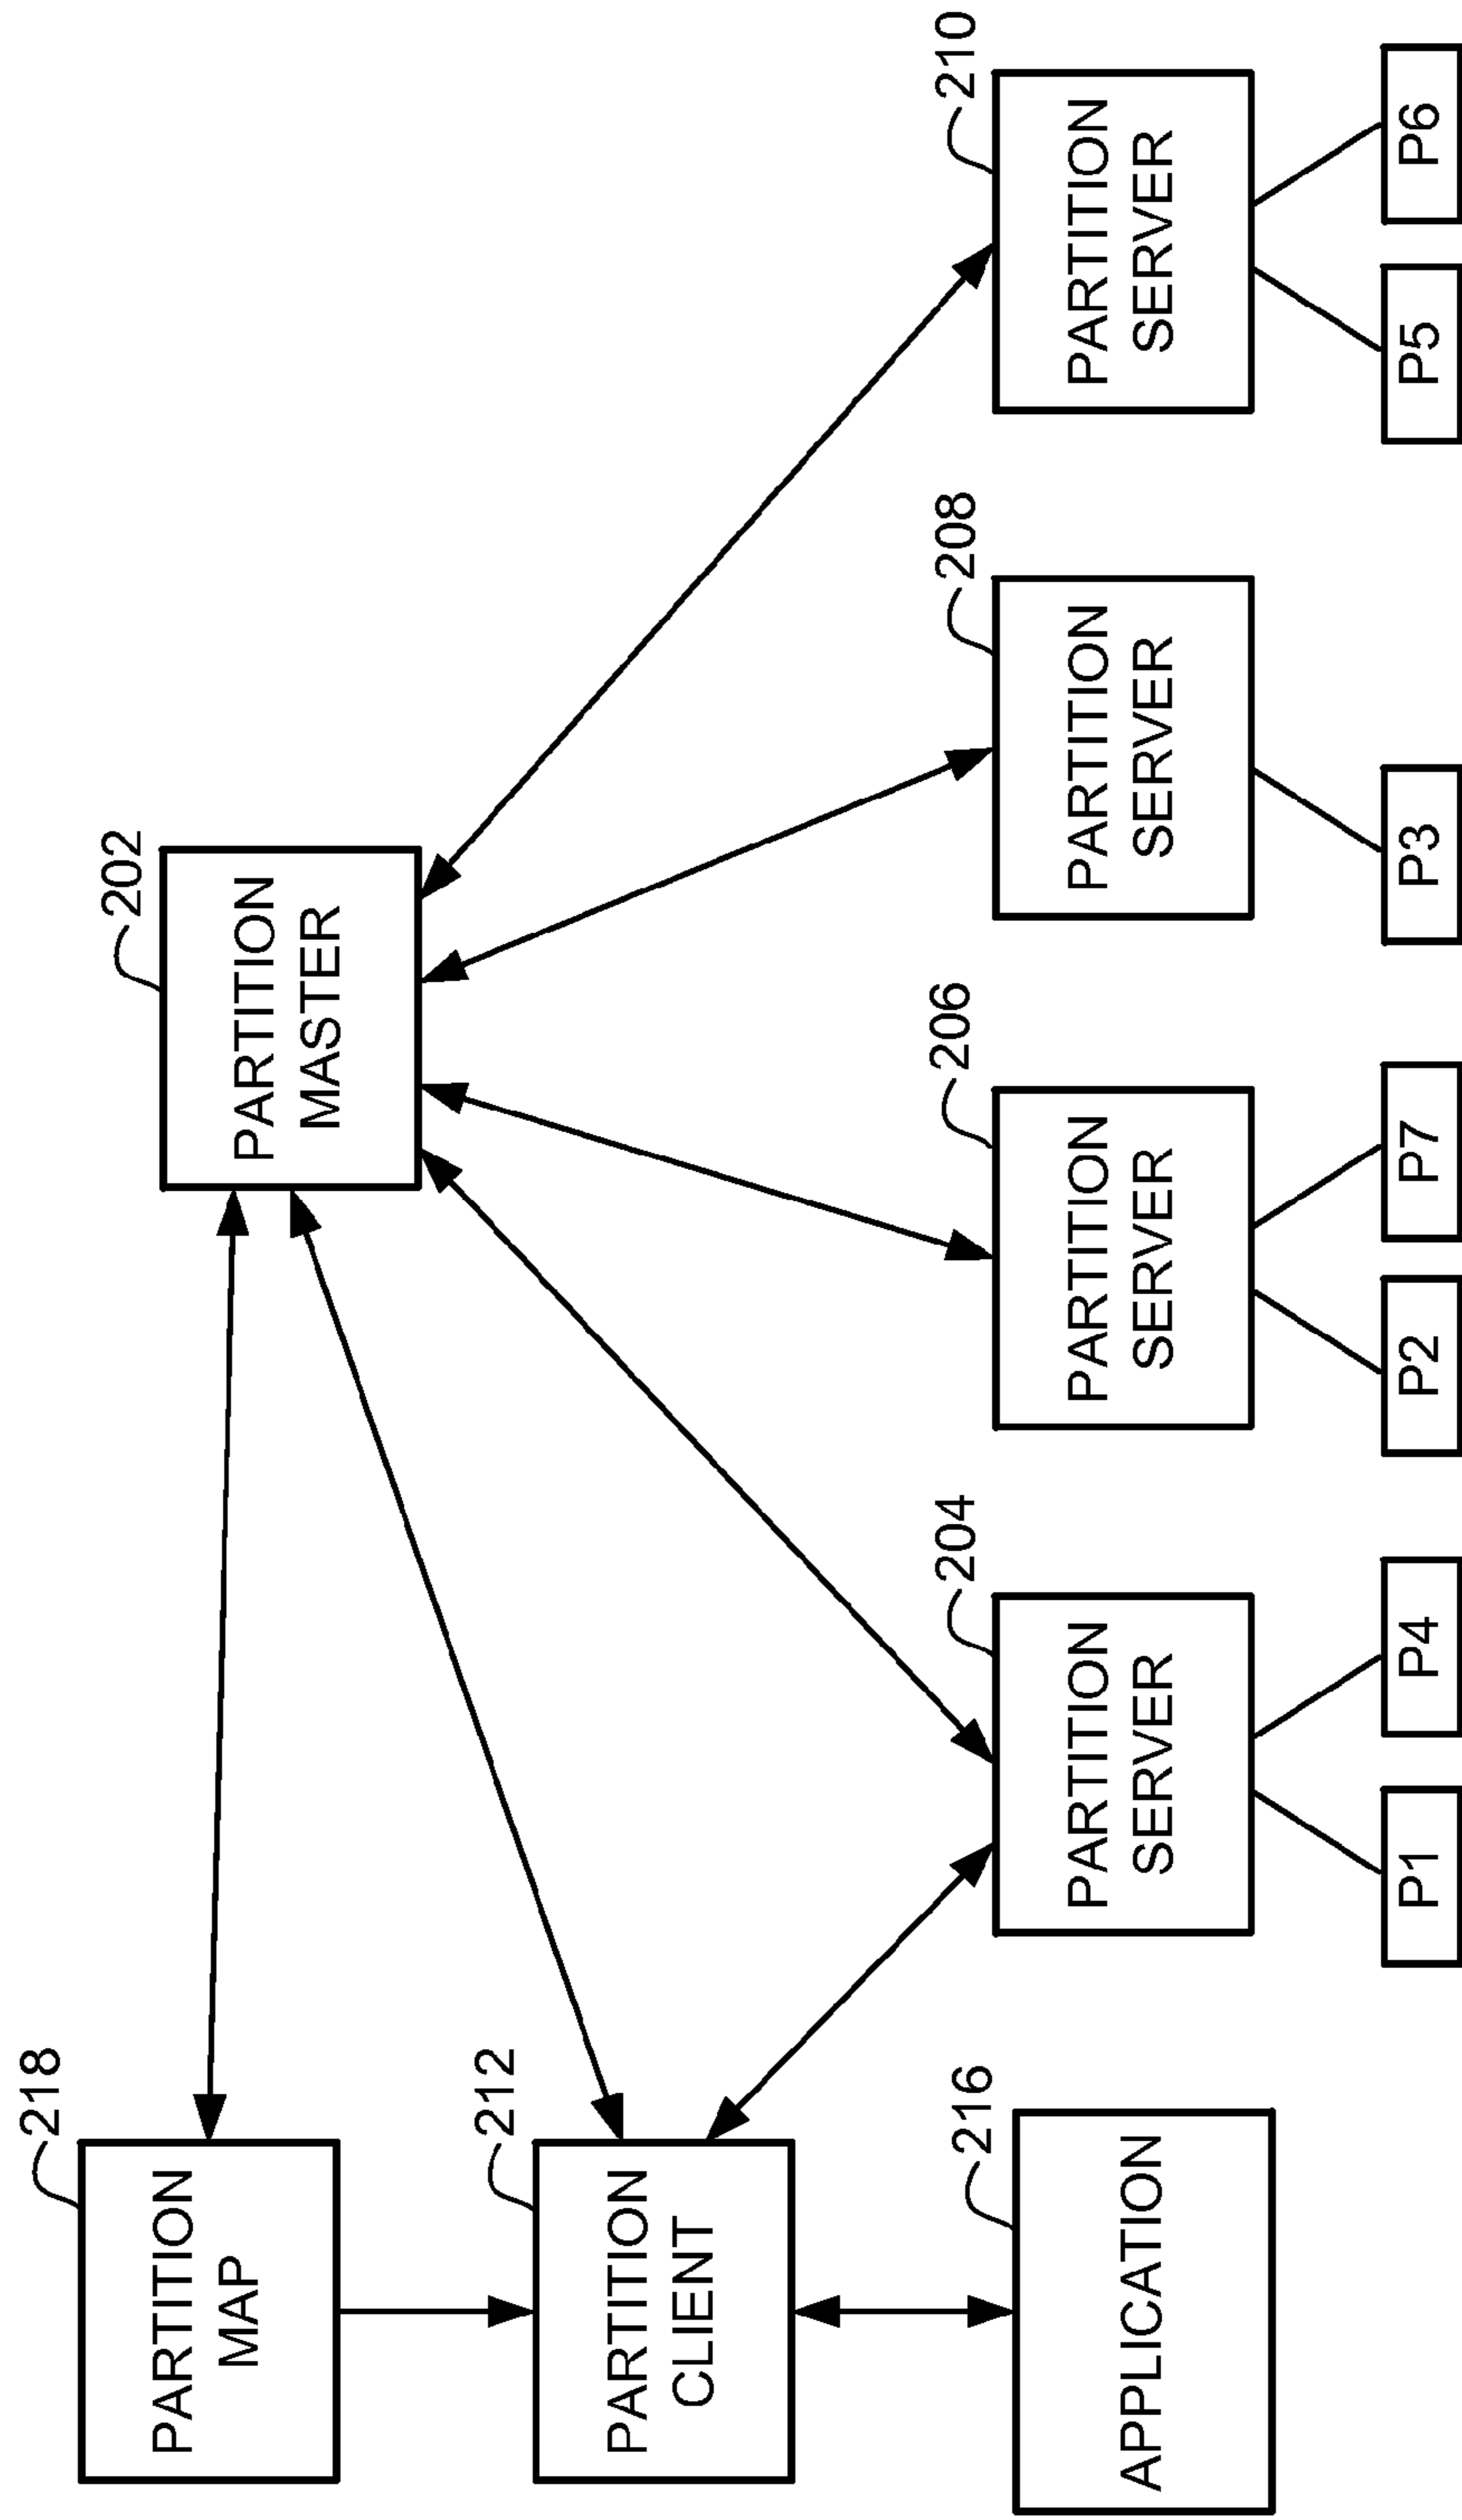 218
PARTITION
MAP
202
PARTITION
MASTER
212
PARTITION
CLIENT
216
APPLICATION
204
PARTITION
SERVER
206
PARTITION
SERVER
208
PARTITION
SERVER
210
PARTITION
SERVER
P1
P4
P2
P7
P3
P5
P6